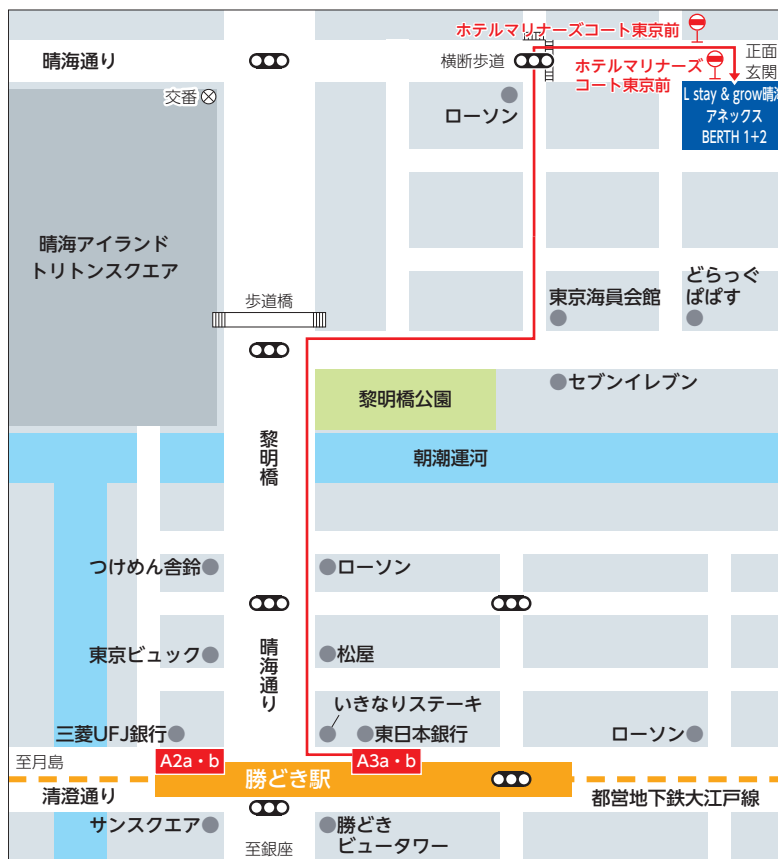 ホテルマリナーズコート東京前
晴海通り
横断歩道
ホテルマリナーズ
コート東京前
正面
玄関
交番
ローソン
L stay & grow晴海
アネックス
BERTH 1+2
晴海アイランド
トリトンスクエア
歩道橋
東京海員会館
どらっぐ
ぱぱす
セブンイレブン
黎明橋公園
黎明橋
朝潮運河
つけめん舎鈴
ローソン
東京ビュック
晴海通り
松屋
いきなりステーキ
三菱UFJ銀行
東日本銀行
ローソン
至月島
A2a・b
A3a・b
勝どき駅
清澄通り
都営地下鉄大江戸線
サンスクエア
至銀座
勝どき
ビュータワー